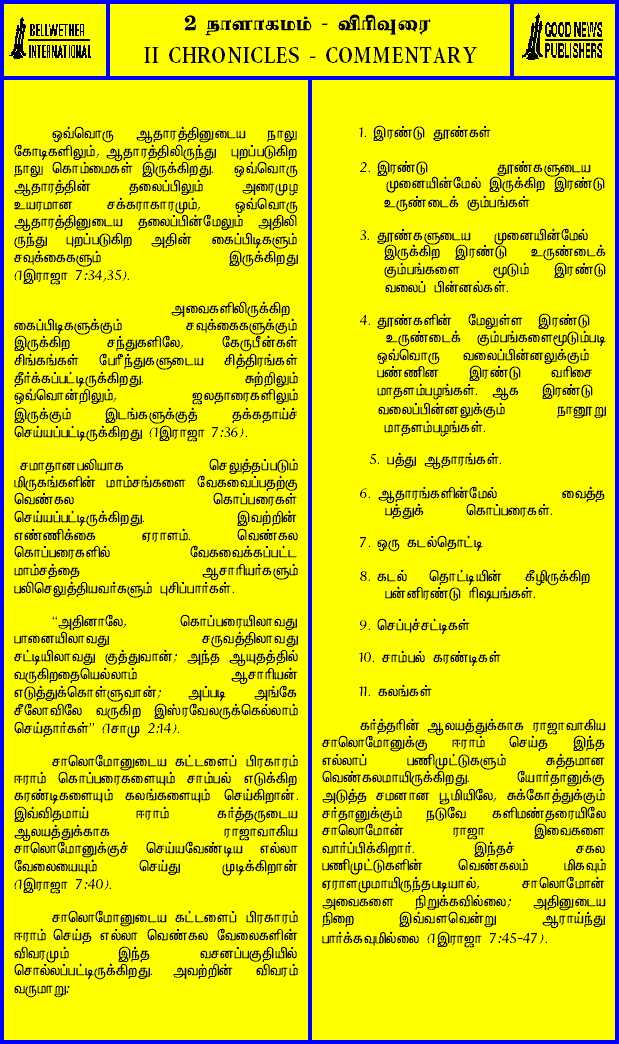 BELLWETHER
INTERNATIONAL
2 நாளாகமம் - விரிவுரை
II CHRONICLES - COMMENTARY
GOOD NEWS
PUBLISHERS
ஒவ்வொரு ஆதாரத்தினுடைய நாலு
கோடிகளிலும், ஆதாரத்திலிருந்து புறப்படுகிற
நாலு கொம்மைகள் இருக்கிறது. ஒவ்வொரு
ஆதாரத்தின் தலைப்பிலும் அரைமுழ
உயரமான சக்கராகாரமும், ஒவ்வொரு
ஆதாரத்தினுடைய தலைப்பின்மேலும் அதிலி
ருந்து புறப்படுகிற அதின் கைப்பிடிகளும்
சவுக்கைகளும் இருக்கிறது
(1இராஜா 7:34,35).
அவைகளிலிருக்கிற
கைப்பிடிகளுக்கும் சவுக்கைகளுக்கும்
இருக்கிற சந்துகளிலே, கேருபீன்கள்
சிங்கங்கள் பேரீந்துகளுடைய சித்திரங்கள்
தீர்க்கப்பட்டிருக்கிறது. சுற்றிலும்
ஒவ்வொன்றிலும், ஜலதாரைகளிலும்
இருக்கும் இடங்களுக்குத் தக்கதாய்ச்
செய்யப்பட்டிருக்கிறது (1இராஜா 7:36).
சமாதானபலியாக செலுத்தப்படும்
மிருகங்களின் மாம்சங்களை வேகவைப்பதற்கு
வெண்கல கொப்பரைகள்
செய்யப்பட்டிருக்கிறது. இவற்றின்
எண்ணிக்கை ஏராளம். வெண்கல
கொப்பரைகளில் வேகவைக்கப்பட்ட
மாம்சத்தை ஆசாரியர்களும்
பலிசெலுத்தியவர்களும் புசிப்பார்கள்.
“அதினாலே, கொப்பரையிலாவது
பானையிலாவது சருவத்திலாவது
சட்டியிலாவது குத்துவான்; அந்த ஆயுதத்தில்
வருகிறதையெல்லாம் ஆசாரியன்
எடுத்துக்கொள்ளுவான்; அப்படி அங்கே
சீலோவிலே வருகிற இஸ்ரவேலருக்கெல்லாம்
செய்தார்கள்” (1சாமு 2:14).
சாலொமோனுடைய கட்டளைப் பிரகாரம்
ஈராம் கொப்பரைகளையும் சாம்பல் எடுக்கிற
கரண்டிகளையும் கலங்களையும் செய்கிறான்.
இவ்விதமாய் ஈராம் கர்த்தருடைய
ஆலயத்துக்காக ராஜாவாகிய
சாலொமோனுக்குச் செய்யவேண்டிய எல்லா
வேலையையும் செய்து முடிக்கிறான்
(1இராஜா 7:40).
சாலொமோனுடைய கட்டளைப் பிரகாரம்
ஈராம் செய்த எல்லா வெண்கல வேலைகளின்
விவரமும் இந்த வசனப்பகுதியில்
சொல்லப்பட்டிருக்கிறது. அவற்றின் விவரம்
வருமாறு:
1. இரண்டு தூண்கள்
2. இரண்டு தூண்களுடைய
முனையின்மேல் இருக்கிற இரண்டு
உருண்டைக் கும்பங்கள்
3. தூண்களுடைய முனையின்மேல்
இருக்கிற இரண்டு உருண்டைக்
கும்பங்களை மூடும் இரண்டு
வலைப் பின்னல்கள்.
4. தூண்களின் மேலுள்ள இரண்டு
உருண்டைக் கும்பங்களைமூடும்படி
ஒவ்வொரு வலைப்பின்னலுக்கும்
பண்ணின இரண்டு வரிசை
மாதளம்பழங்கள். ஆக இரண்டு
வலைப்பின்னலுக்கும் நானூறு
மாதளம்பழங்கள்.
5. பத்து ஆதாரங்கள்.
6. ஆதாரங்களின்மேல் வைத்த
பத்துக் கொப்பரைகள்.
7. ஒரு கடல்தொட்டி
8. கடல் தொட்டியின் கீழிருக்கிற
பன்னிரண்டு ரிஷபங்கள்.
9. செப்புச்சட்டிகள்
10. சாம்பல் கரண்டிகள்
11. கலங்கள்
கர்த்தரின் ஆலயத்துக்காக ராஜாவாகிய
சாலொமோனுக்கு ஈராம் செய்த இந்த
எல்லாப் பணிமுட்டுகளும் சுத்தமான
வெண்கலமாயிருக்கிறது. யோர்தானுக்கு
அடுத்த சமனான பூமியிலே, சுக்கோத்துக்கும்
சர்தானுக்கும் நடுவே களிமண்தரையிலே
சாலொமோன் ராஜா இவைகளை
வார்ப்பிக்கிறார். இந்தச் சகல
பணிமுட்டுகளின் வெண்கலம் மிகவும்
ஏராளமுமாயிருந்தபடியால், சாலொமோன்
அவைகளை நிறுக்கவில்லை; அதினுடைய
நிறை இவ்வளவென்று ஆராய்ந்து
பார்க்கவுமில்லை (1இராஜா 7:45-47).